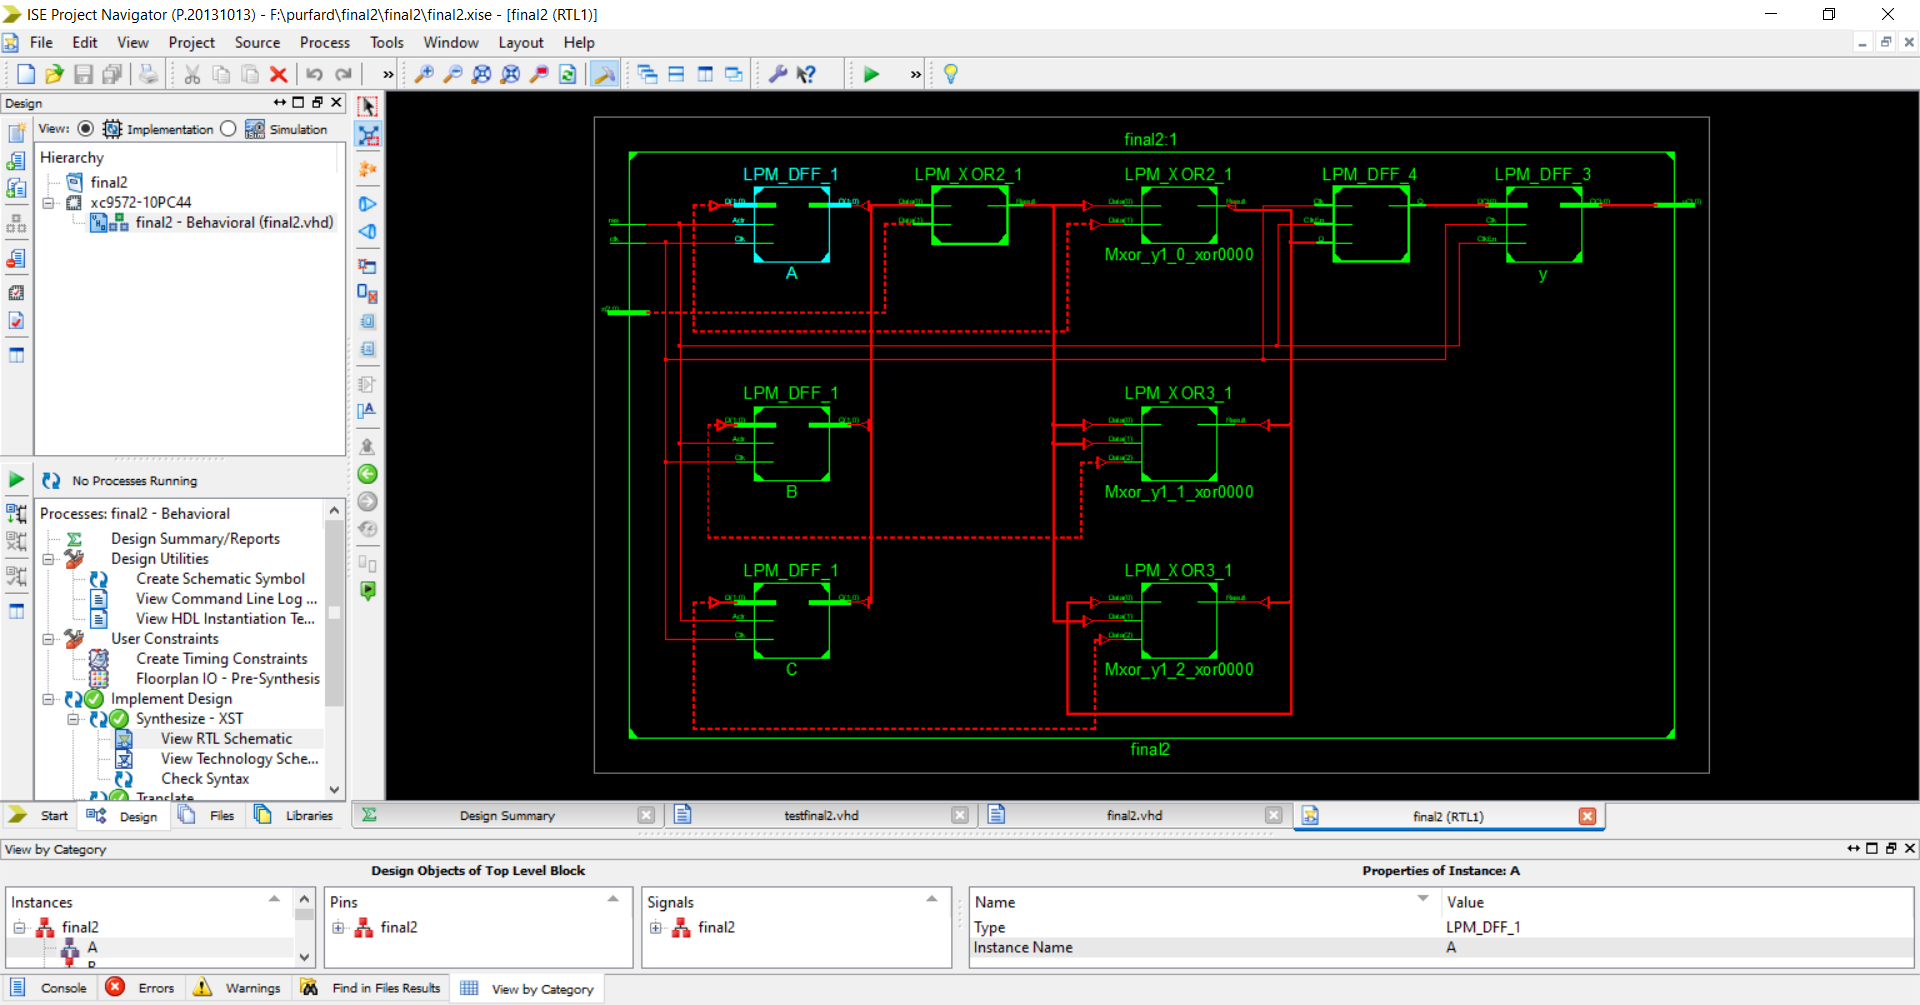 ISE Project Navigator (P.20131013) - F:\purfard\final2\final2\final2.xise - [final2 (RTL1)]
File Edit View Project Source Process Tools Window Layout Help
Design
View: Implementation Simulation
Hierarchy
final2
xc9572-10PC44
final2 - Behavioral (final2.vhd)
No Processes Running
Processes: final2 - Behavioral
Design Summary/Reports
Design Utilities
Create Schematic Symbol
View Command Line Log ...
View HDL Instantiation Te...
User Constraints
Create Timing Constraints
Floorplan IO - Pre-Synthesis
Implement Design
Synthesize - XST
View RTL Schematic
View Technology Sche...
Check Syntax
Translate
Start Design Files Libraries
final2:1
LPM_DFF_1 LPM_XOR2_1 LPM_XOR2_1 LPM_DFF_4 LPM_DFF_3
A Mxor_y1_0_xor0000 y
LPM_DFF_1 LPM_XOR3_1
B Mxor_y1_1_xor0000
LPM_DFF_1 LPM_XOR3_1
C Mxor_y1_2_xor0000
final2
Design Summary testfinal2.vhd final2.vhd final2 (RTL1)
View by Category
Design Objects of Top Level Block Properties of Instance: A
Instances Pins Signals Name Value
final2 final2 final2 Type LPM_DFF_1
A Instance Name A
B
Console Errors Warnings Find in Files Results View by Category